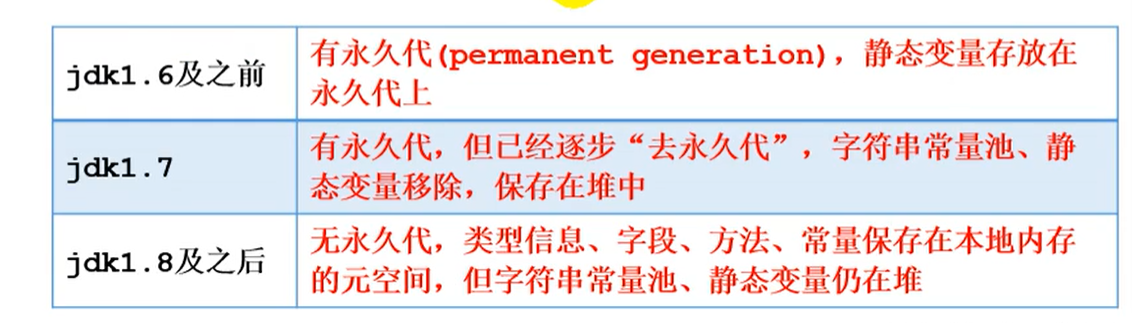 jdk1.6及之前
有永久代(permanent generation)，静态变量存放在
永久代上
jdk1.7
有永久代，但已经逐步“去永久代”，字符串常量池、静
态变量移除，保存在堆中
jdk1.8及之后
无永久代，类型信息、字段、方法、常量保存在本地内存
的元空间，但字符串常量池、静态变量仍在堆